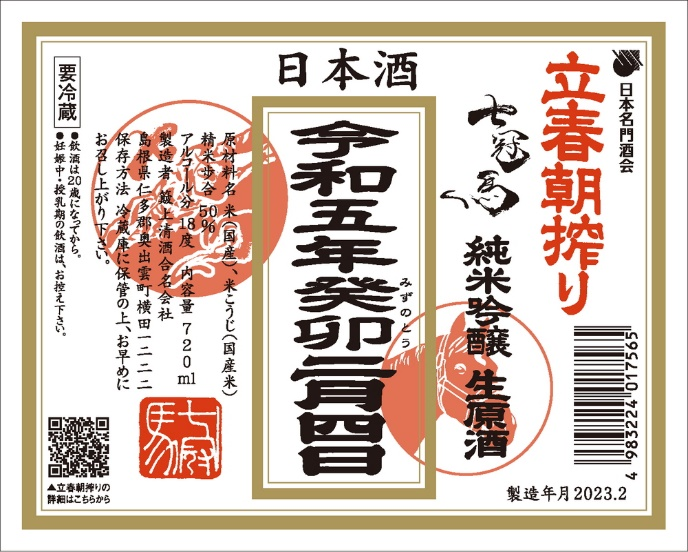 日本名門酒会
立春朝搾り
七冠馬
純米吟醸 生原酒
4 983224 017565
製造年月2023.2
日本酒
令和五年癸卯二月四日
みずのとう
原材料名 米(国産)、米こうじ(国産米)
精米歩合 50%
アルコール分 18度 内容量 720ml
製造者 簸上清酒合名会社
島根県仁多郡奥出雲町横田一二二二
保存方法 冷蔵庫に保管の上、お早めに
お召し上がり下さい。
七冠馬
要冷蔵
●飲酒は20歳になってから。
●妊娠中・授乳期の飲酒は、お控え下さい。
▲立春朝搾りの
詳細はこちらから